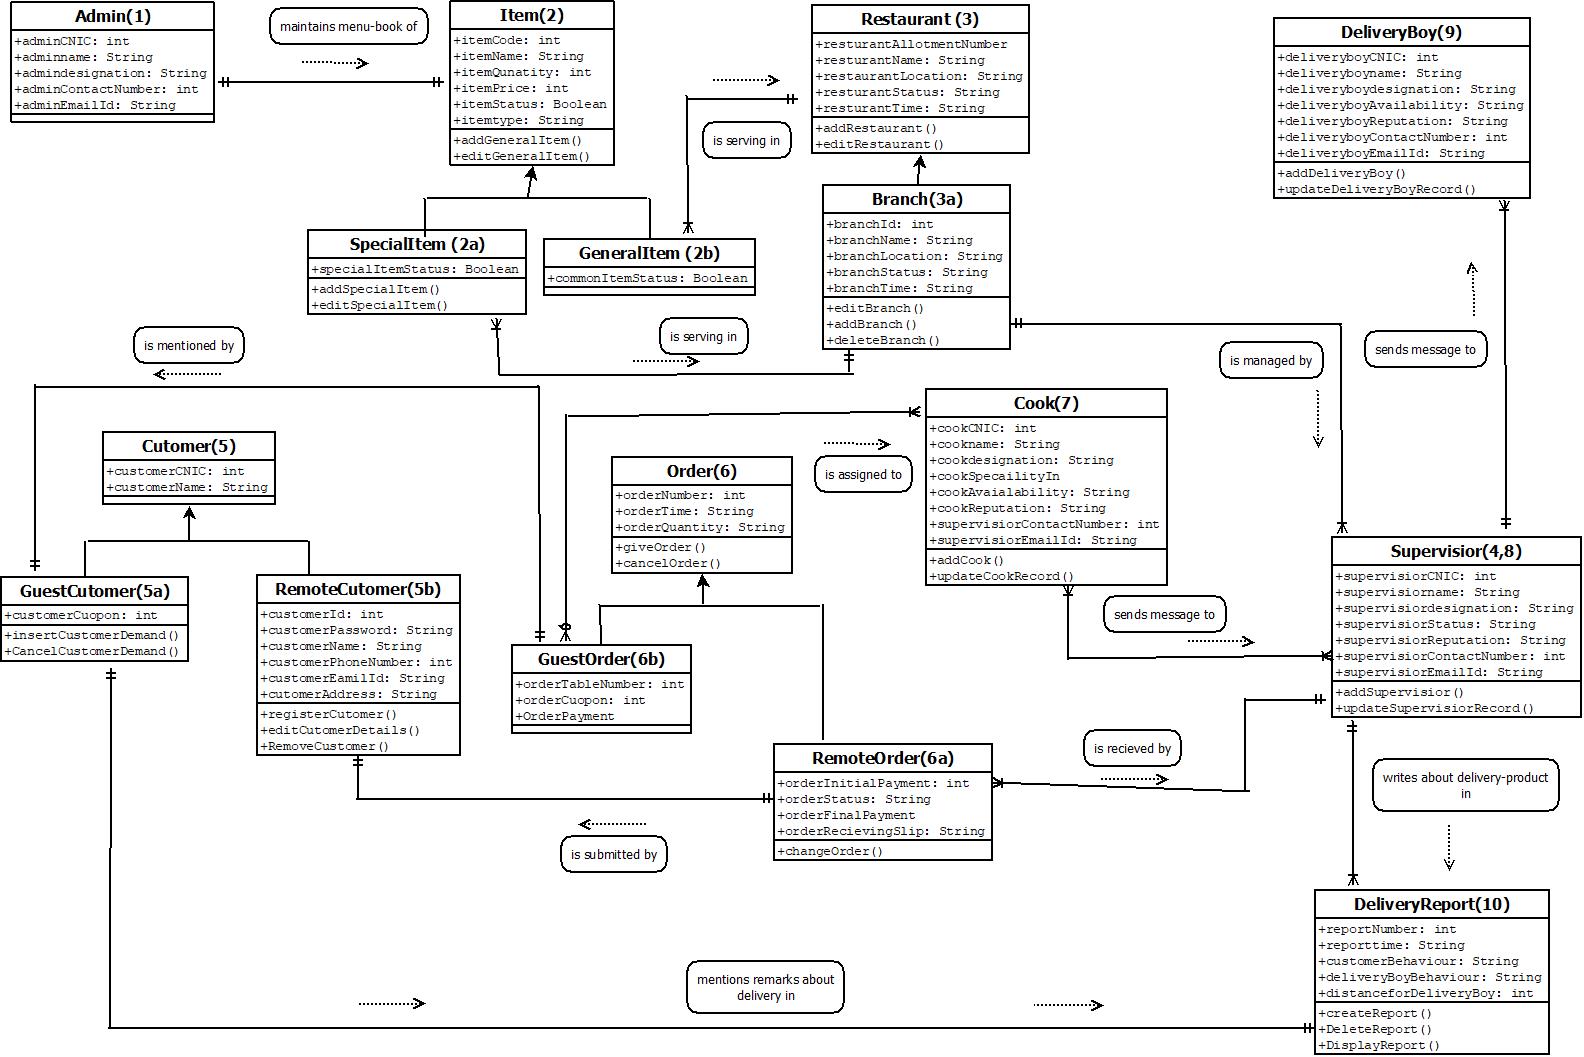 Admin(1)
+adminCNIC: int
+adminname: String
+admindesignation: String
+adminContactNumber: int
+adminEmailId: String
maintains menu-book of
Item(2)
+itemCode: int
+itemName: String
+itemQunatity: int
+itemPrice: int
+itemStatus: Boolean
+itemtype: String
+addGeneralItem()
+editGeneralItem()
is serving in
Restaurant (3)
+resturantAllotmentNumber
+resturantName: String
+restaurantLocation: String
+resturantStatus: String
+resturantTime: String
+addRestaurant()
+editRestaurant()
DeliveryBoy(9)
+deliveryboyCNIC: int
+deliveryboyname: String
+deliveryboydesignation: String
+deliveryboyAvailability: String
+deliveryboyReputation: String
+deliveryboyContactNumber: int
+deliveryboyEmailId: String
+addDeliveryBoy()
+updateDeliveryBoyRecord()
SpecialItem (2a)
+specialItemStatus: Boolean
+addSpecialItem()
+editSpecialItem()
GeneralItem (2b)
+commonItemStatus: Boolean
Branch(3a)
+branchId: int
+branchName: String
+branchLocation: String
+branchStatus: String
+branchTime: String
+editBranch()
+addBranch()
+deleteBranch()
is mentioned by
is serving in
is managed by
sends message to
Cutomer(5)
+customerCNIC: int
+customerName: String
Order(6)
+orderNumber: int
+orderTime: String
+orderQuantity: String
+giveOrder()
+cancelOrder()
is assigned to
Cook(7)
+cookCNIC: int
+cookname: String
+cookdesignation: String
+cookSpecailityIn
+cookAvaialability: String
+cookReputation: String
+supervisiorContactNumber: int
+supervisiorEmailId: String
+addCook()
+updateCookRecord()
sends message to
Supervisior(4,8)
+supervisiorCNIC: int
+supervisiorname: String
+supervisiordesignation: String
+supervisiorStatus: String
+supervisiorReputation: String
+supervisiorContactNumber: int
+supervisiorEmailId: String
+addSupervisior()
+updateSupervisiorRecord()
GuestCutomer(5a)
+customerCuopon: int
+insertCustomerDemand()
+CancelCustomerDemand()
RemoteCutomer(5b)
+customerId: int
+customerPassword: String
+customerName: String
+customerPhoneNumber: int
+customerEamilId: String
+cutomerAddress: String
+registerCutomer()
+editCutomerDetails()
+RemoveCustomer()
GuestOrder(6b)
+orderTableNumber: int
+orderCuopon: int
+OrderPayment
RemoteOrder(6a)
+orderInitialPayment: int
+orderStatus: String
+orderFinalPayment
+orderRecievingSlip: String
+changeOrder()
is recieved by
is submitted by
writes about delivery-product
in
mentions remarks about
delivery in
DeliveryReport(10)
+reportNumber: int
+reporttime: String
+customerBehaviour: String
+deliveryBoyBehaviour: String
+distanceforDeliveryBoy: int
+createReport()
+DeleteReport()
+DisplayReport()